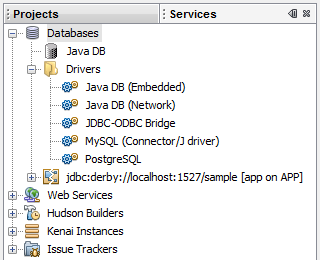 Projects Services
Databases
Java DB
Drivers
Java DB (Embedded)
Java DB (Network)
JDBC-ODBC Bridge
MySQL (Connector/J driver)
PostgreSQL
jdbc:derby://localhost:1527/sample [app on APP]
Web Services
Hudson Builders
Kenai Instances
Issue Trackers